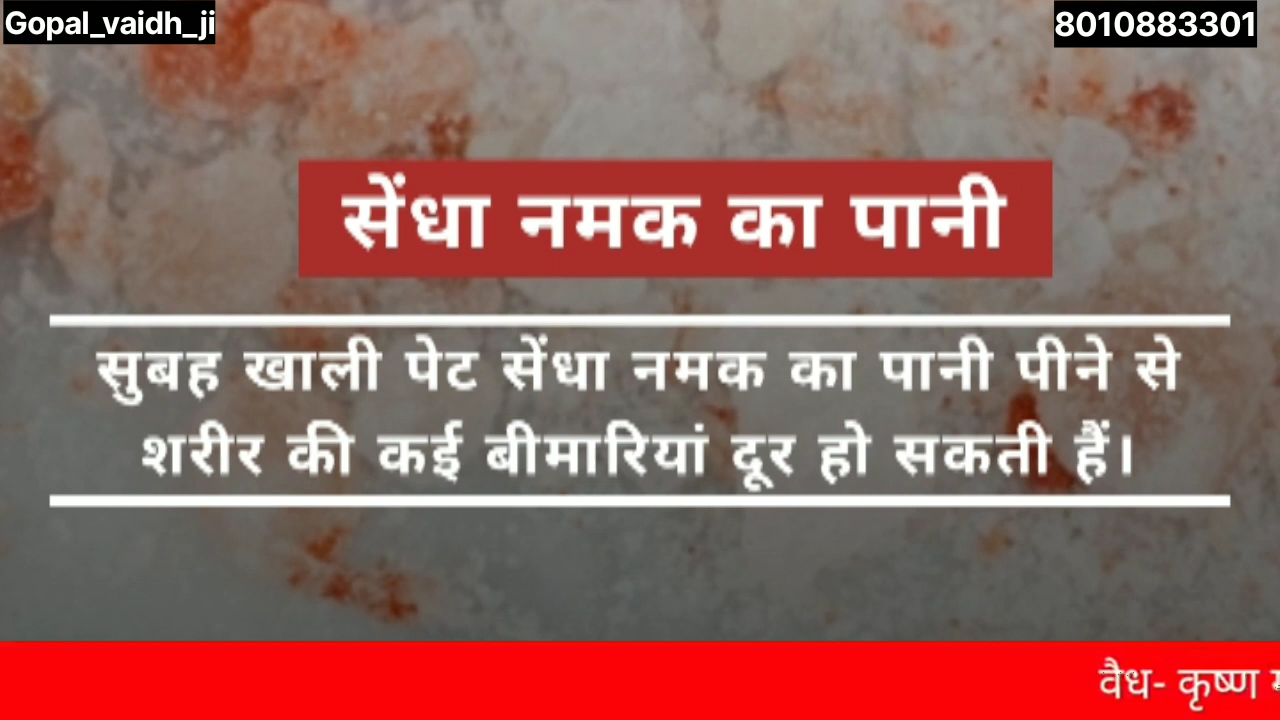 Gopal_vaidh_ji
8010883301
सेंधा नमक का पानी
सुबह खाली पेट सेंधा नमक का पानी पीने से
शरीर की कई बीमारियां दूर हो सकती हैं।
वैध- कृष्ण